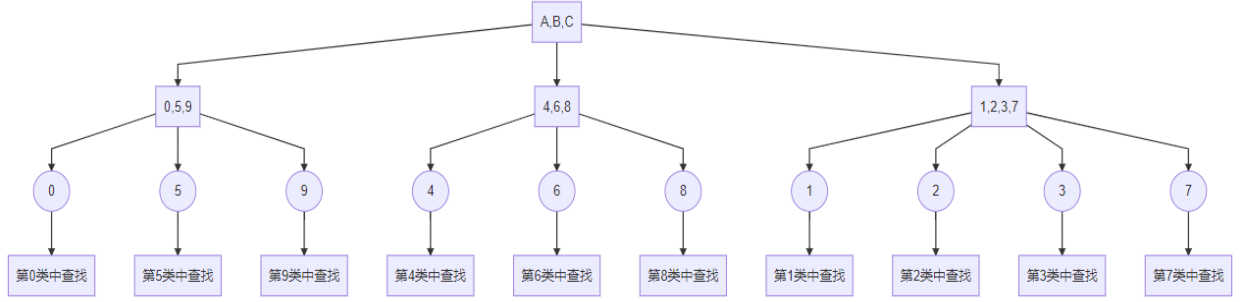 A,B,C
0,5,9
4,6,8
1,2,3,7
0
5
9
4
6
8
1
2
3
7
第0类中查找
第5类中查找
第9类中查找
第4类中查找
第6类中查找
第8类中查找
第1类中查找
第2类中查找
第3类中查找
第7类中查找